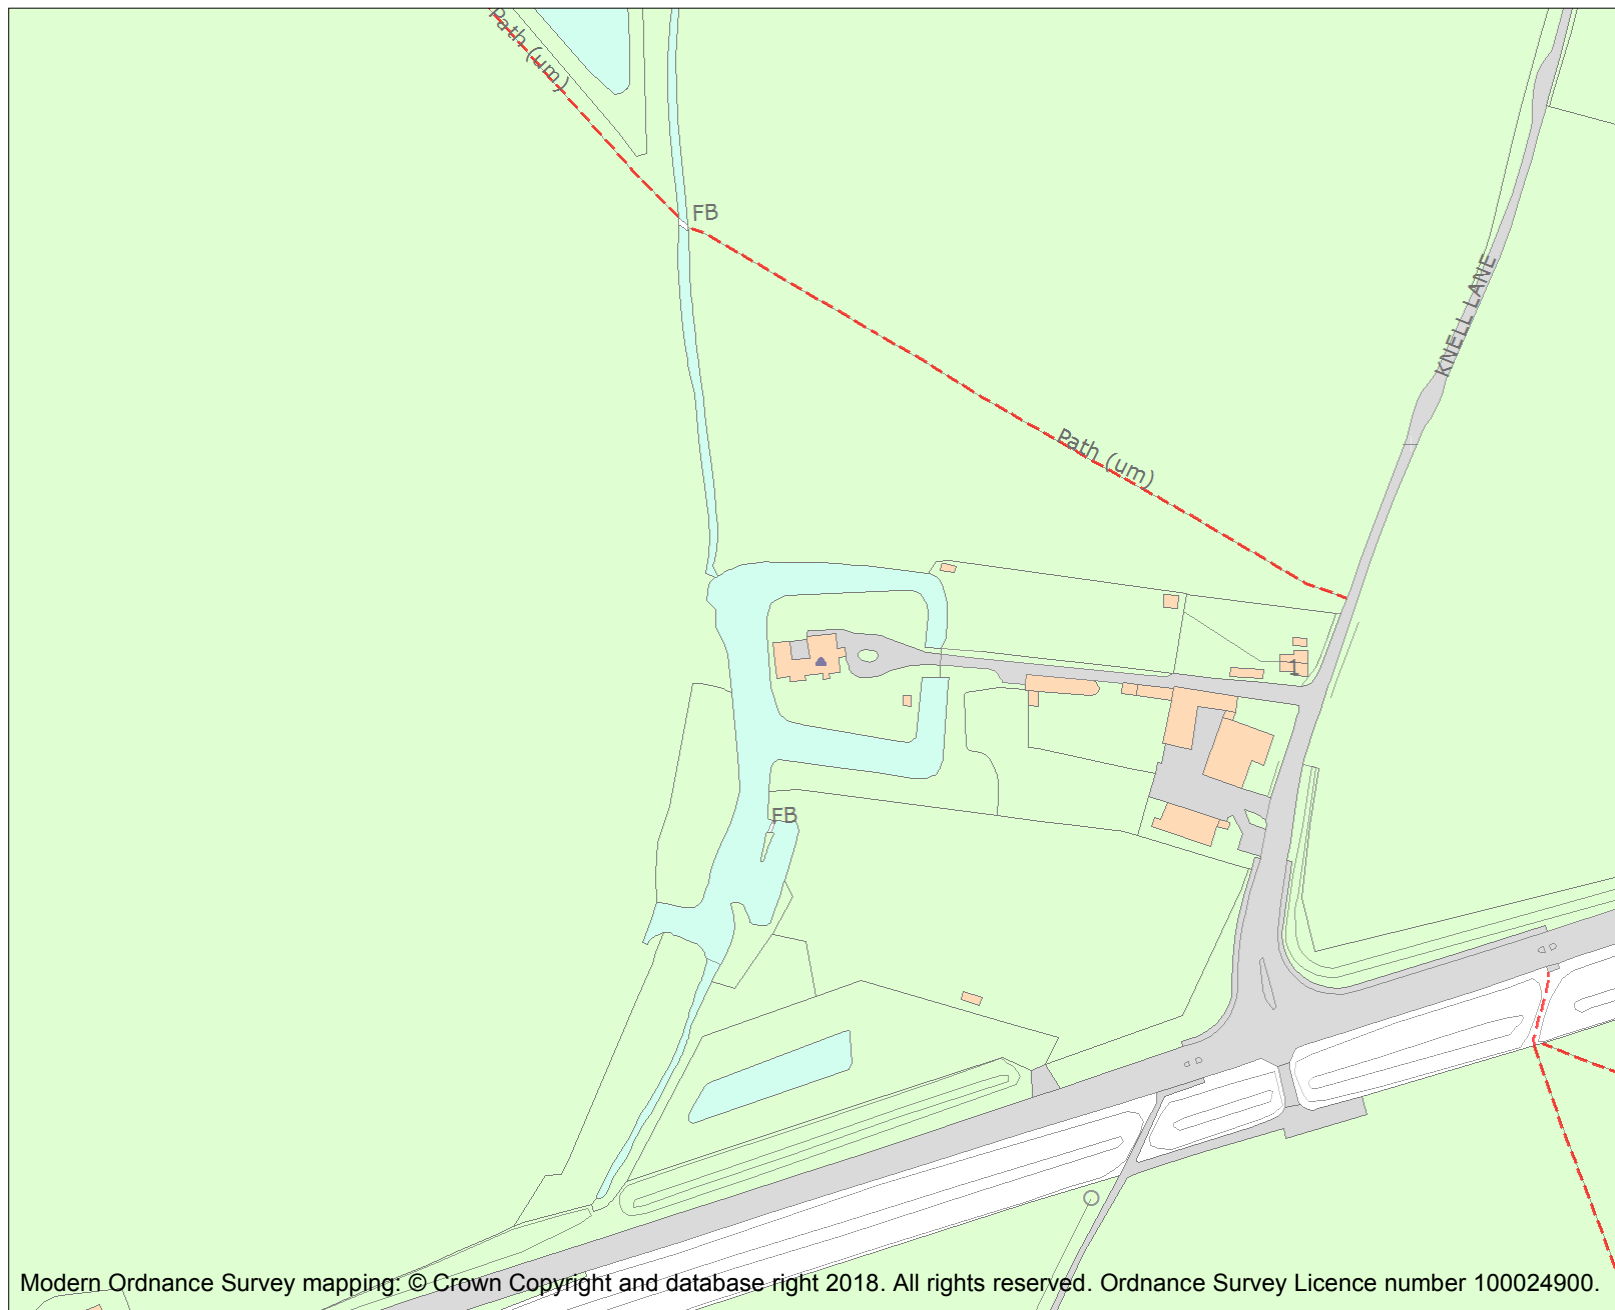 Path (um)
FB
KNELL LANE
Path (um)
1
FB
Modern Ordnance Survey mapping: © Crown Copyright and database right 2018. All rights reserved. Ordnance Survey Licence number 100024900.